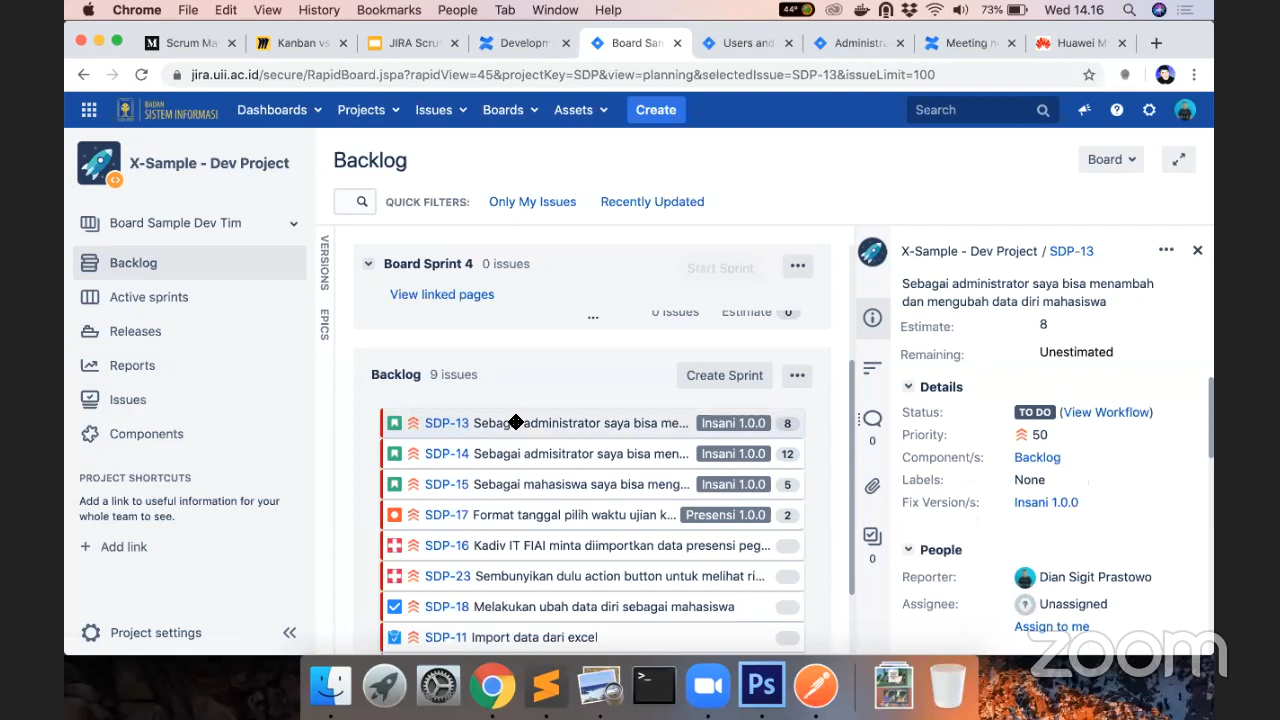 Chrome File Edit View History Bookmarks People Tab Window Help 44° 73% Wed 14.16
Scrum Ma Kanban vs JIRA Scru Developm Board San Users and Administra Meeting n Huawei M
jira.uii.ac.id/secure/RapidBoard.jspa?rapidView=45&projectKey=SDP&view=planning&selectedIssue=SDP-13&issueLimit=100
BADAN
SISTEM INFORMASI
Dashboards Projects Issues Boards Assets Create Search
X-Sample - Dev Project
Board Sample Dev Tim
Backlog
Active sprints
Releases
Reports
Issues
Components
PROJECT SHORTCUTS
Add a link to useful information for your
whole team to see.
+ Add link
Project settings
Backlog
Board
QUICK FILTERS: Only My Issues Recently Updated
VERSIONS
EPICS
Board Sprint 4 0 issues Start Sprint ...
View linked pages
... 0 issues Estimate 0
Backlog 9 issues Create Sprint ...
SDP-13 Sebagai administrator saya bisa me... Insani 1.0.0 8
SDP-14 Sebagai admisitrator saya bisa men... Insani 1.0.0 12
SDP-15 Sebagai mahasiswa saya bisa meng... Insani 1.0.0 5
SDP-17 Format tanggal pilih waktu ujian k... Presensi 1.0.0 2
SDP-16 Kadiv IT FIAI minta diimportkan data presensi peg...
SDP-23 Sembunyikan dulu action button untuk melihat ri...
SDP-18 Melakukan ubah data diri sebagai mahasiswa
SDP-11 Import data dari excel
0
0
X-Sample - Dev Project / SDP-13 ...
Sebagai administrator saya bisa menambah
dan mengubah data diri mahasiswa
Estimate: 8
Remaining: Unestimated
Details
Status: TO DO (View Workflow)
Priority: 50
Component/s: Backlog
Labels: None
Fix Version/s: Insani 1.0.0
People
Reporter: Dian Sigit Prastowo
Assignee: Unassigned
Assign to me
zoom
Ps